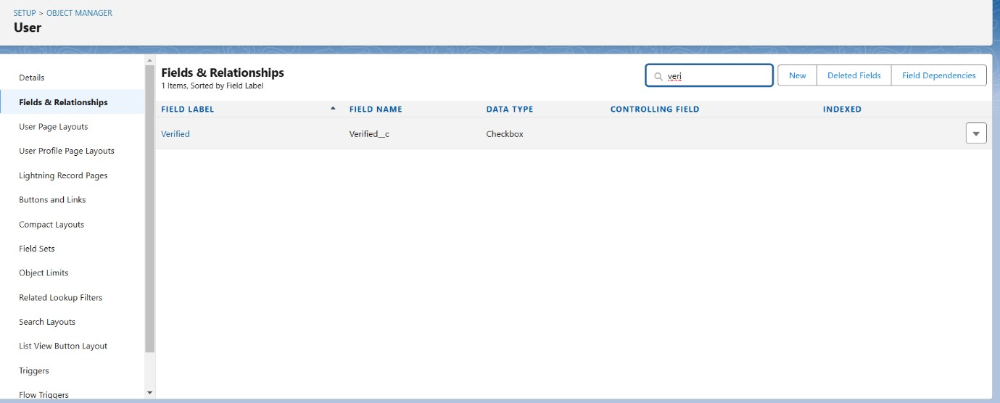 SETUP > OBJECT MANAGER
User
Details
Fields & Relationships
User Page Layouts
User Profile Page Layouts
Lightning Record Pages
Buttons and Links
Compact Layouts
Field Sets
Object Limits
Related Lookup Filters
Search Layouts
List View Button Layout
Triggers
Flow Triggers
Fields & Relationships
1 Items, Sorted by Field Label
veri
New
Deleted Fields
Field Dependencies
FIELD LABEL FIELD NAME DATA TYPE CONTROLLING FIELD INDEXED
Verified Verified__c Checkbox